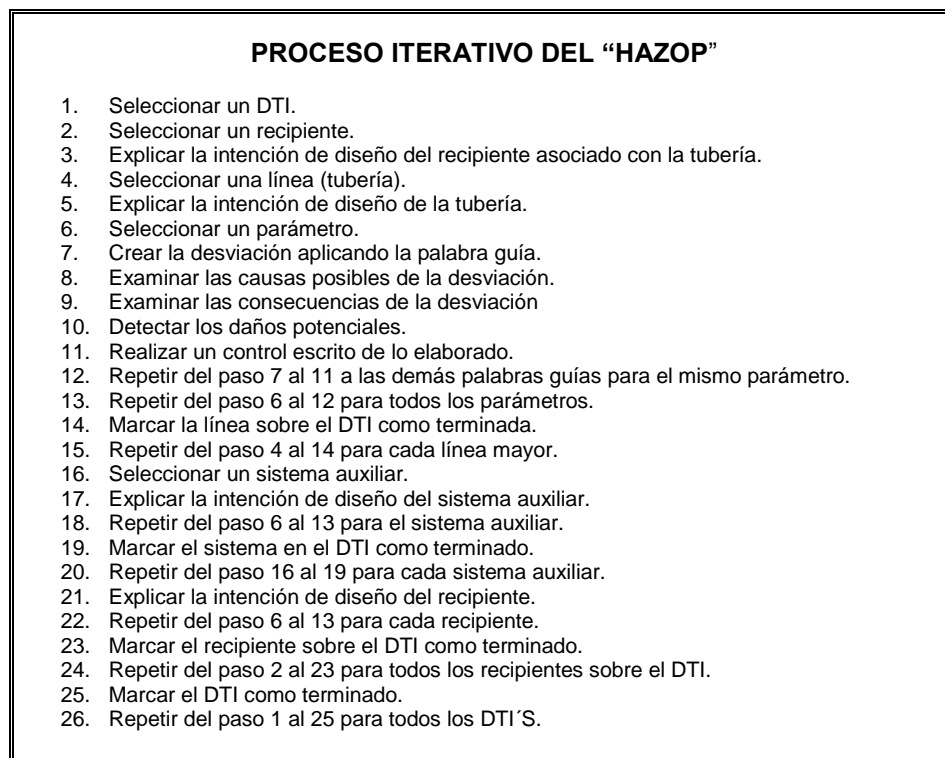 PROCESO ITERATIVO DEL “HAZOP”
1. Seleccionar un DTI.
2. Seleccionar un recipiente.
3. Explicar la intención de diseño del recipiente asociado con la tubería.
4. Seleccionar una línea (tubería).
5. Explicar la intención de diseño de la tubería.
6. Seleccionar un parámetro.
7. Crear la desviación aplicando la palabra guía.
8. Examinar las causas posibles de la desviación.
9. Examinar las consecuencias de la desviación
10. Detectar los daños potenciales.
11. Realizar un control escrito de lo elaborado.
12. Repetir del paso 7 al 11 a las demás palabras guías para el mismo parámetro.
13. Repetir del paso 6 al 12 para todos los parámetros.
14. Marcar la línea sobre el DTI como terminada.
15. Repetir del paso 4 al 14 para cada línea mayor.
16. Seleccionar un sistema auxiliar.
17. Explicar la intención de diseño del sistema auxiliar.
18. Repetir del paso 6 al 13 para el sistema auxiliar.
19. Marcar el sistema en el DTI como terminado.
20. Repetir del paso 16 al 19 para cada sistema auxiliar.
21. Explicar la intención de diseño del recipiente.
22. Repetir del paso 6 al 13 para cada recipiente.
23. Marcar el recipiente sobre el DTI como terminado.
24. Repetir del paso 2 al 23 para todos los recipientes sobre el DTI.
25. Marcar el DTI como terminado.
26. Repetir del paso 1 al 25 para todos los DTI´S.